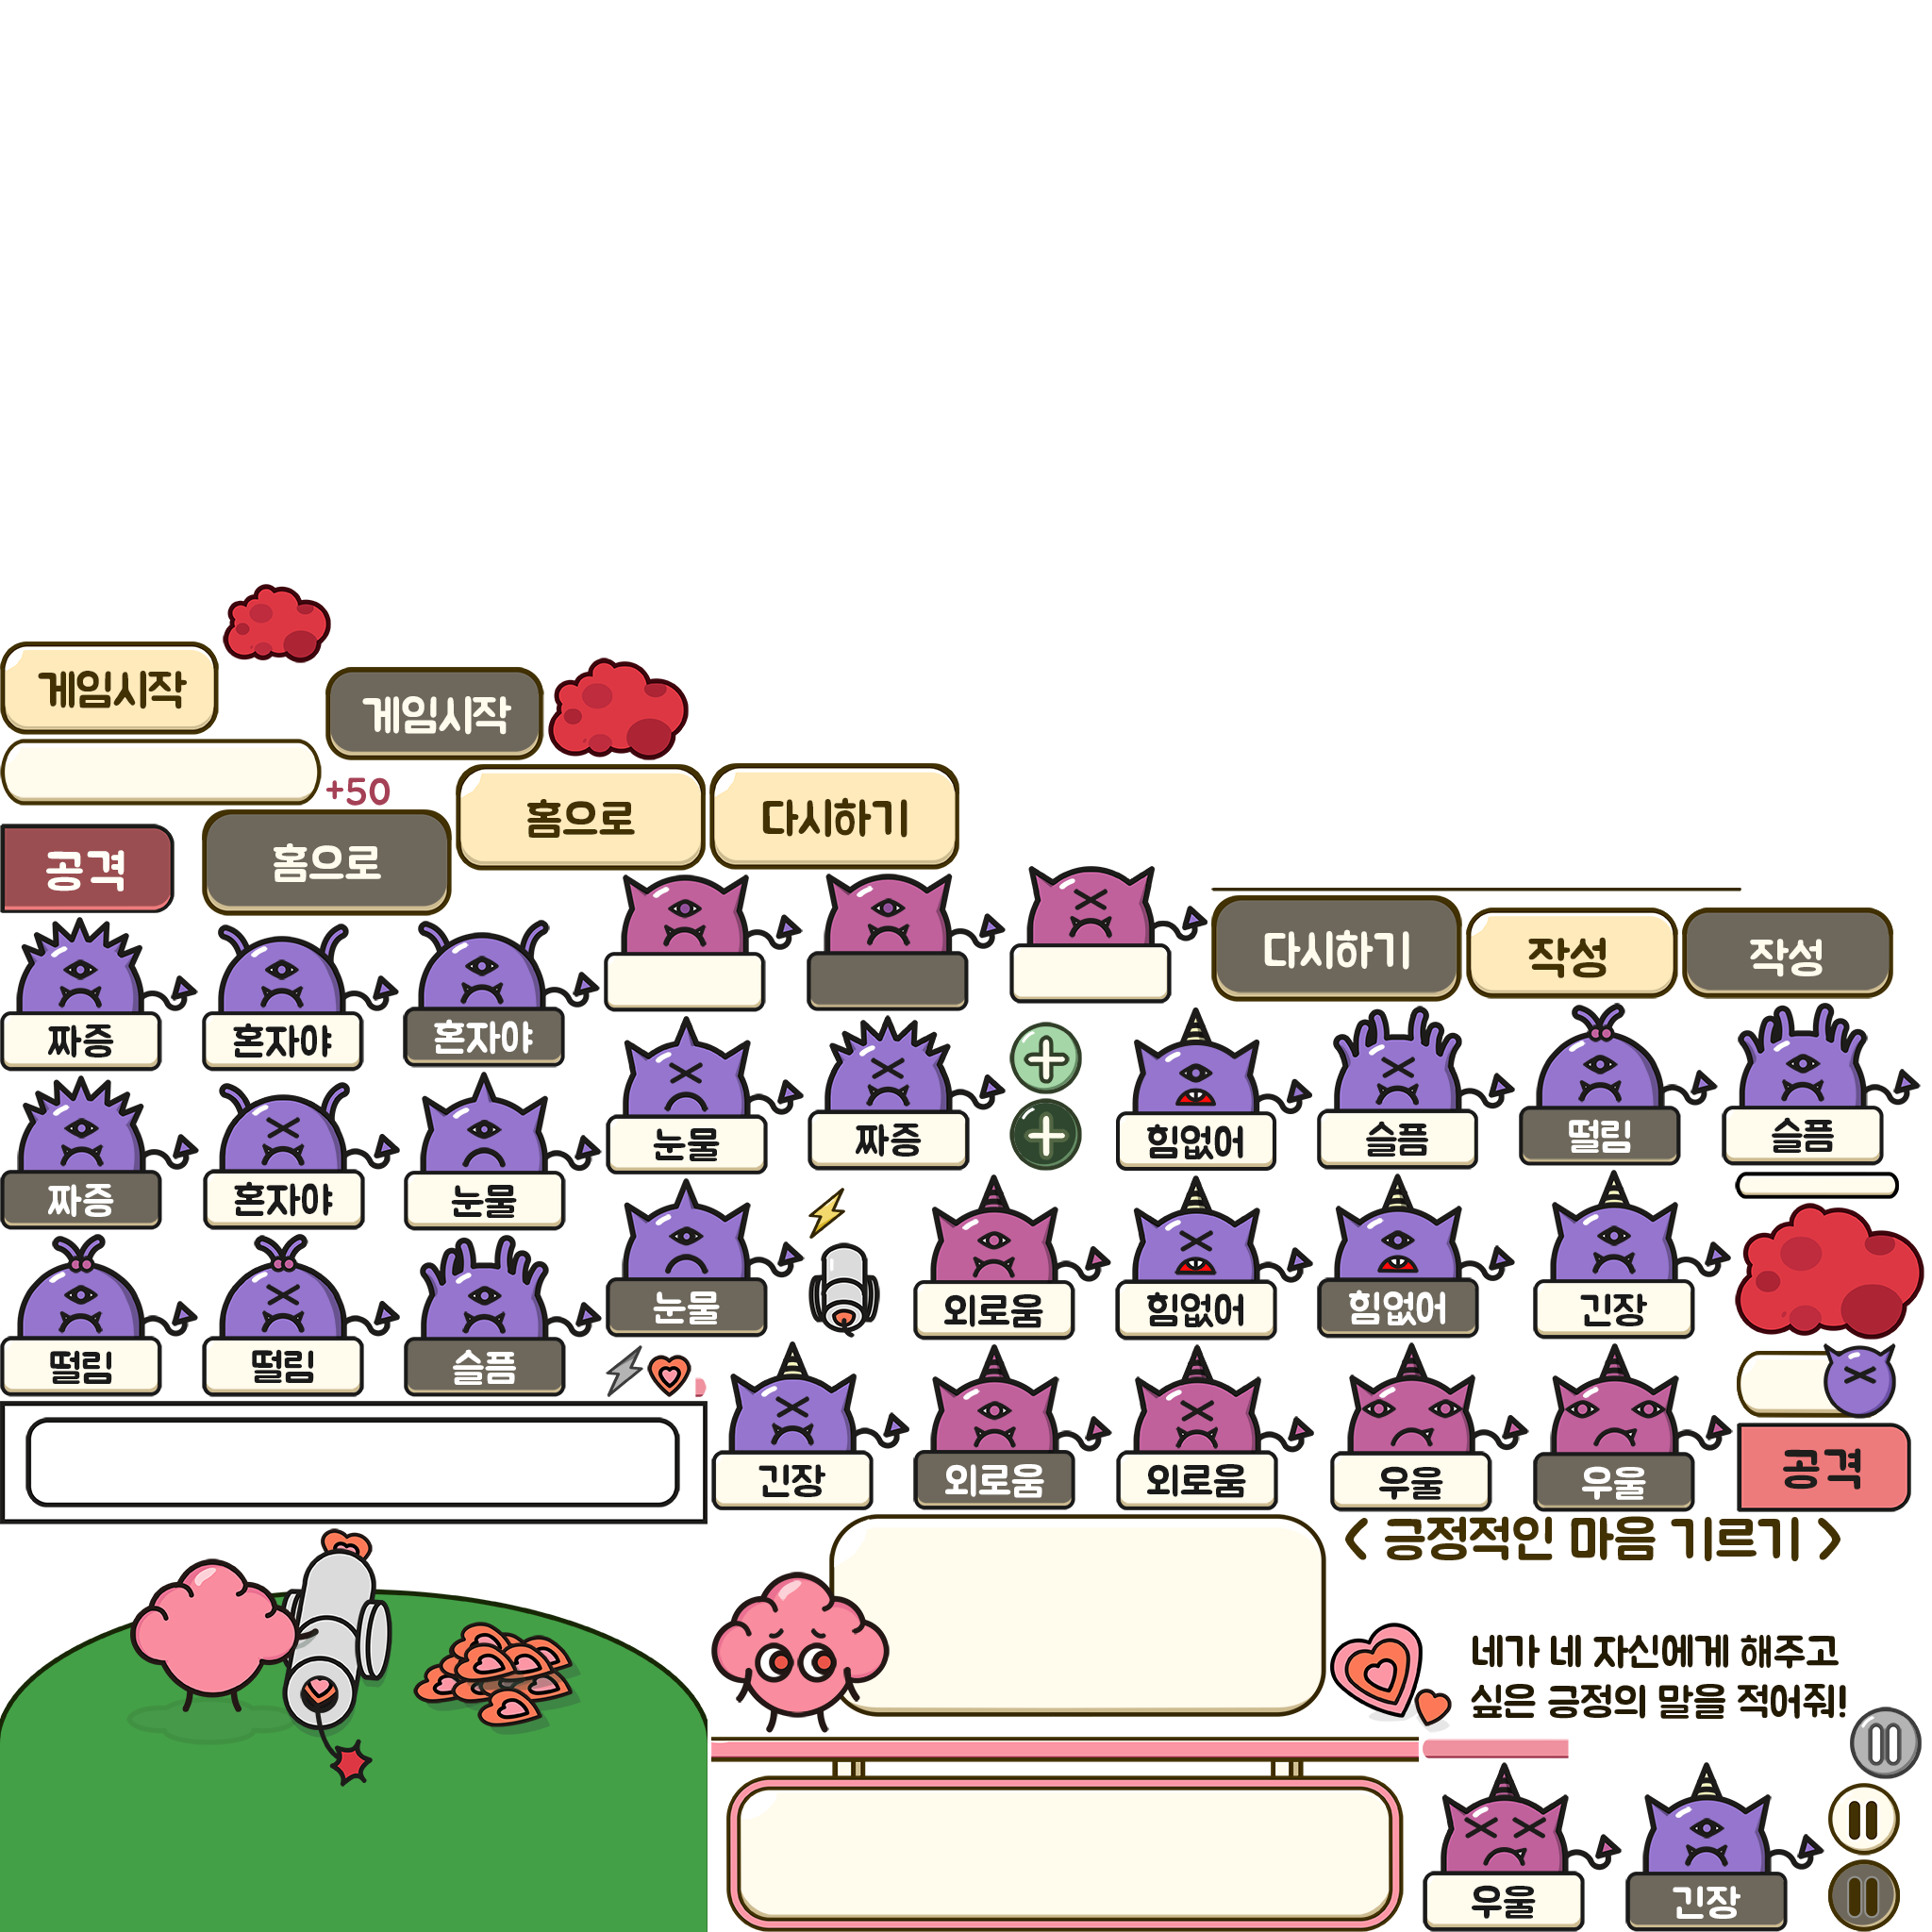 게임시작
게임시작
+50
홈으로
다시하기
공격
홈으로
다시하기
작성
작성
짜증
혼자야
혼자야
눈물
짜증
힘없어
슬픔
떨림
슬픔
짜증
혼자야
눈물
눈물
외로움
힘없어
힘없어
긴장
떨림
떨림
슬픔
긴장
외로움
외로움
우울
우울
공격
< 긍정적인 마음 기르기 >
네가 네 자신에게 해주고
싶은 긍정의 말을 적어줘!
우울
긴장